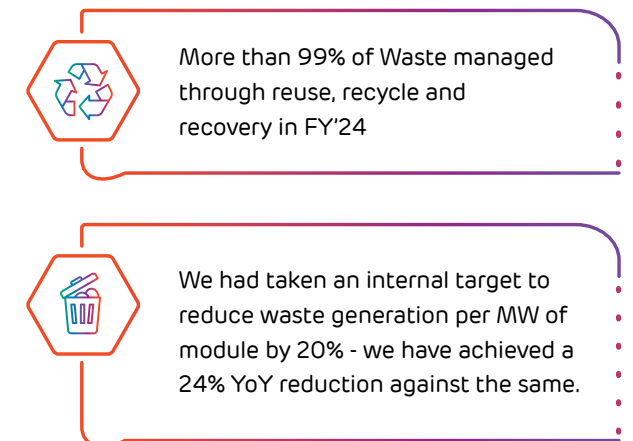 More than 99% of Waste managed
through reuse, recycle and
recovery in FY'24
We had taken an internal target to
reduce waste generation per MW of
module by 20% - we have achieved a
24% YoY reduction against the same.